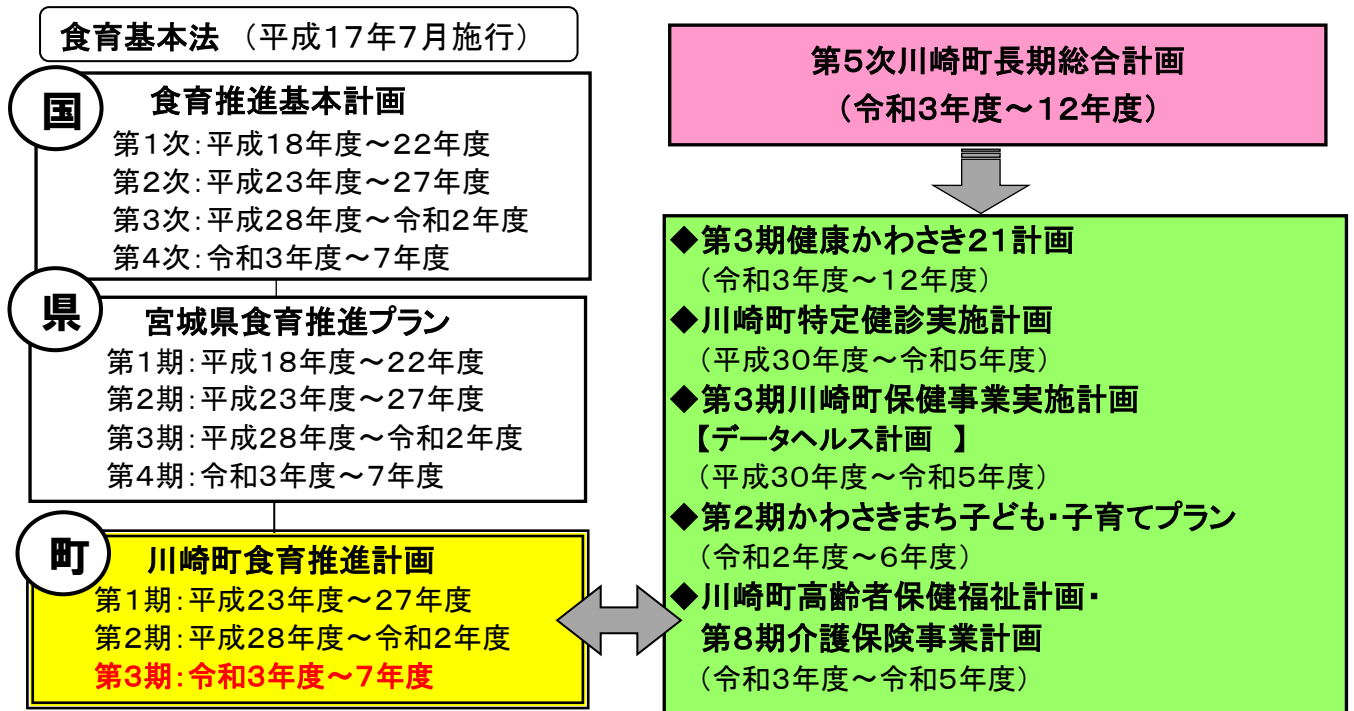 食育基本法 （平成17年7月施行）
国
食育推進基本計画
第1次：平成18年度～22年度
第2次：平成23年度～27年度
第3次：平成28年度～令和2年度
第4次：令和3年度～7年度
県
宮城県食育推進プラン
第1期：平成18年度～22年度
第2期：平成23年度～27年度
第3期：平成28年度～令和2年度
第4期：令和3年度～7年度
町
川崎町食育推進計画
第1期：平成23年度～27年度
第2期：平成28年度～令和2年度
第3期：令和3年度～7年度
第5次川崎町長期総合計画
（令和3年度～12年度）
◆第3期健康かわさき21計画
（令和3年度～12年度）
◆川崎町特定健診実施計画
（平成30年度～令和5年度）
◆第3期川崎町保健事業実施計画
【データヘルス計画 】
（平成30年度～令和5年度）
◆第2期かわさきまち子ども・子育てプラン
（令和2年度～6年度）
◆川崎町高齢者保健福祉計画・
第8期介護保険事業計画
（令和3年度～令和5年度）